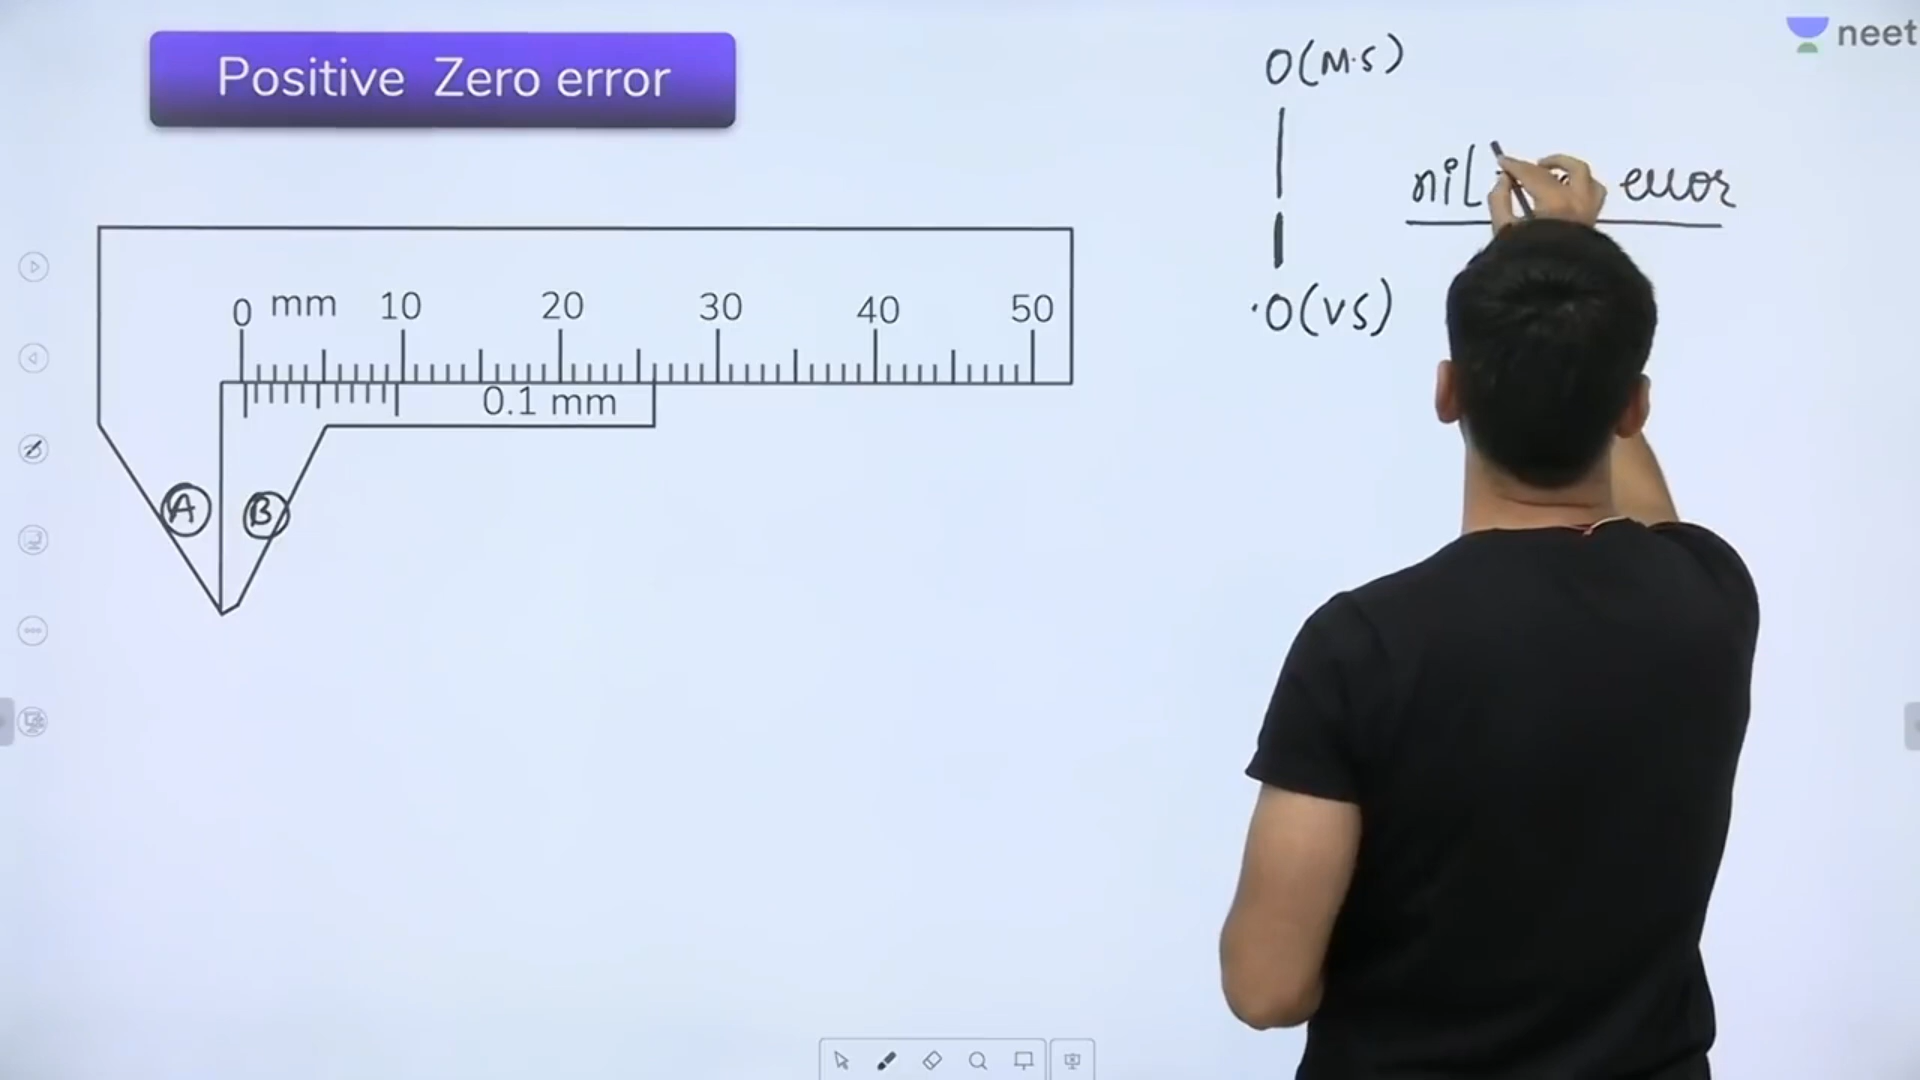 Positive Zero error
neet
0(M.S)
niL error
0(VS)
0 mm 10 20 30 40 50
0.1 mm
A
B